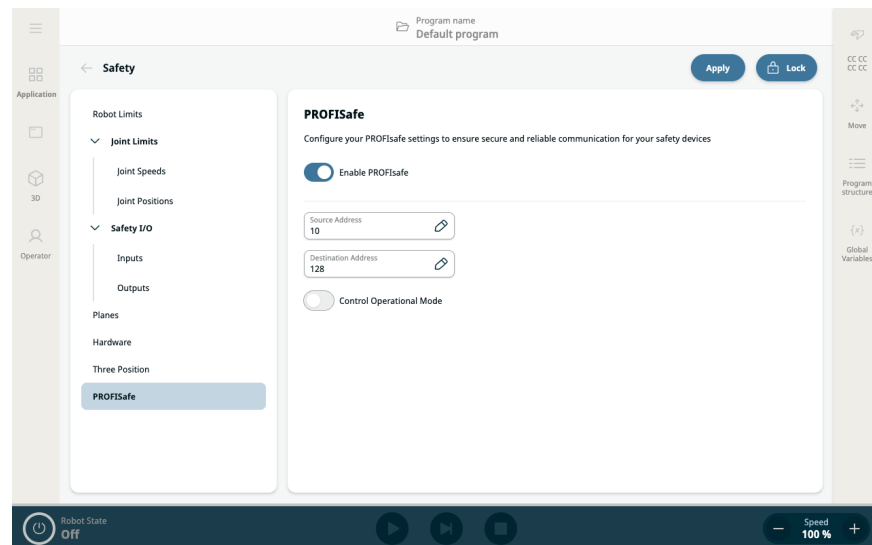 Program name
Default program
Safety
Apply
Lock
CC CC
CC CC
Application
Robot Limits
Joint Limits
Joint Speeds
Joint Positions
Safety I/O
Inputs
Outputs
Planes
Hardware
Three Position
PROFISafe
PROFISafe
Configure your PROFIsafe settings to ensure secure and reliable communication for your safety devices
Enable PROFIsafe
Source Address
10
Destination Address
128
Control Operational Mode
3D
Operator
Move
Program
structure
{x}
Global
Variables
Robot State
Off
Speed
100 %